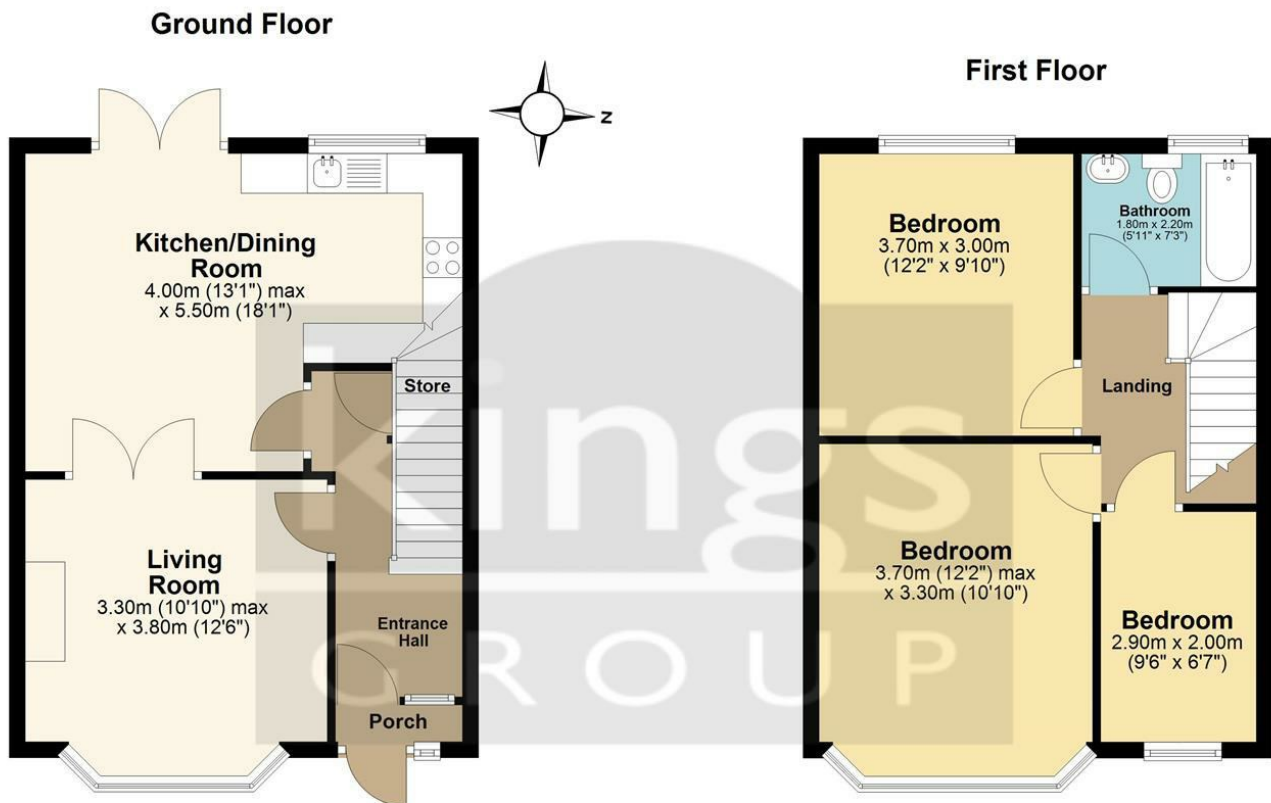 Ground Floor
Kitchen/Dining
Room
4.00m (13'1") max
x 5.50m (18'1")
Store
Living
Room
3.30m (10'10") max
x 3.80m (12'6")
Entrance
Hall
Porch
z
First Floor
Bedroom
3.70m x 3.00m
(12'2" x 9'10")
Bathroom
1.80m x 2.20m
(5'11" x 7'3")
Landing
Bedroom
3.70m (12'2") max
x 3.30m (10'10")
Bedroom
2.90m x 2.00m
(9'6" x 6'7")
kings
GROUP